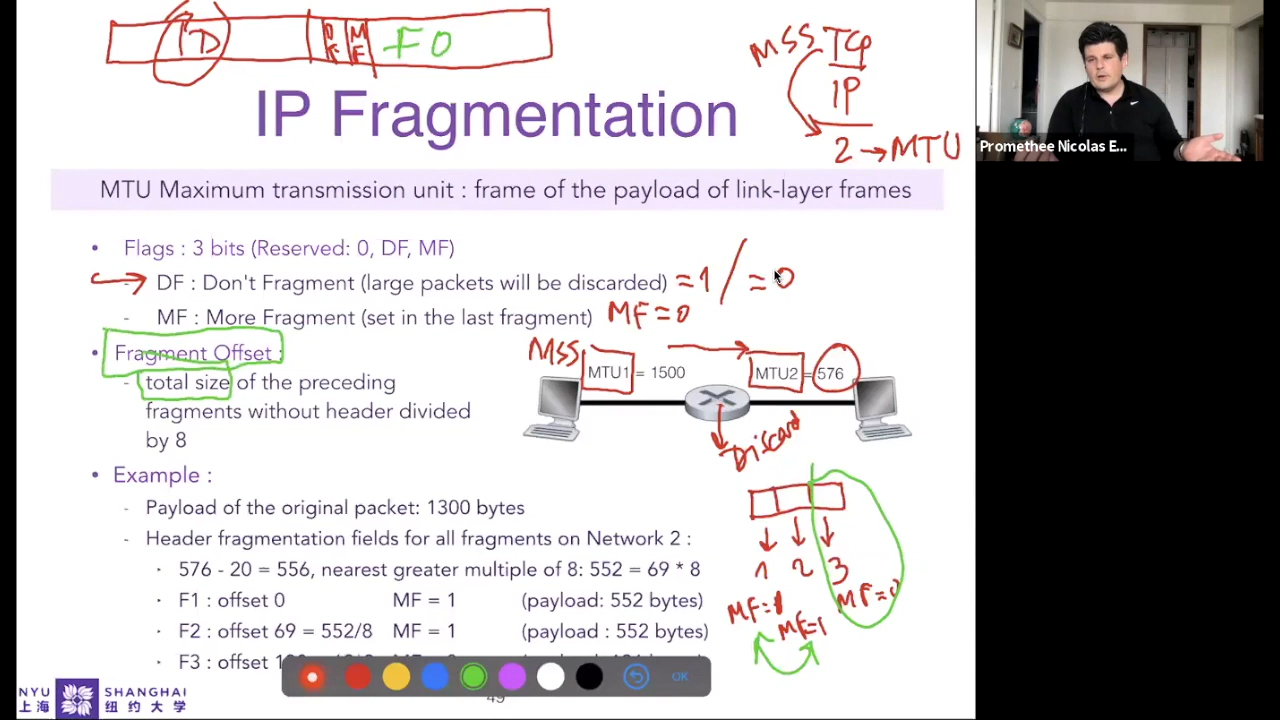 ID DF MF FO
MSS TCP
IP
2 → MTU
Promethee Nicolas E...
IP Fragmentation
MTU Maximum transmission unit : frame of the payload of link-layer frames
• Flags : 3 bits (Reserved: 0, DF, MF)
- DF : Don't Fragment (large packets will be discarded) = 1 / = 0
- MF : More Fragment (set in the last fragment) MF = 0
• Fragment Offset :
- total size of the preceding
fragments without header divided
by 8
MSS MTU1 = 1500 MTU2 = 576
Discard
• Example :
- Payload of the original packet: 1300 bytes
- Header fragmentation fields for all fragments on Network 2 :
· 576 - 20 = 556, nearest greater multiple of 8: 552 = 69 * 8
· F1 : offset 0 MF = 1 (payload: 552 bytes)
· F2 : offset 69 = 552/8 MF = 1 (payload : 552 bytes)
· F3 : offset
1 2 3
MF=1 MF=1 MF=0
OK
49
NYU SHANGHAI
上海 纽约大学